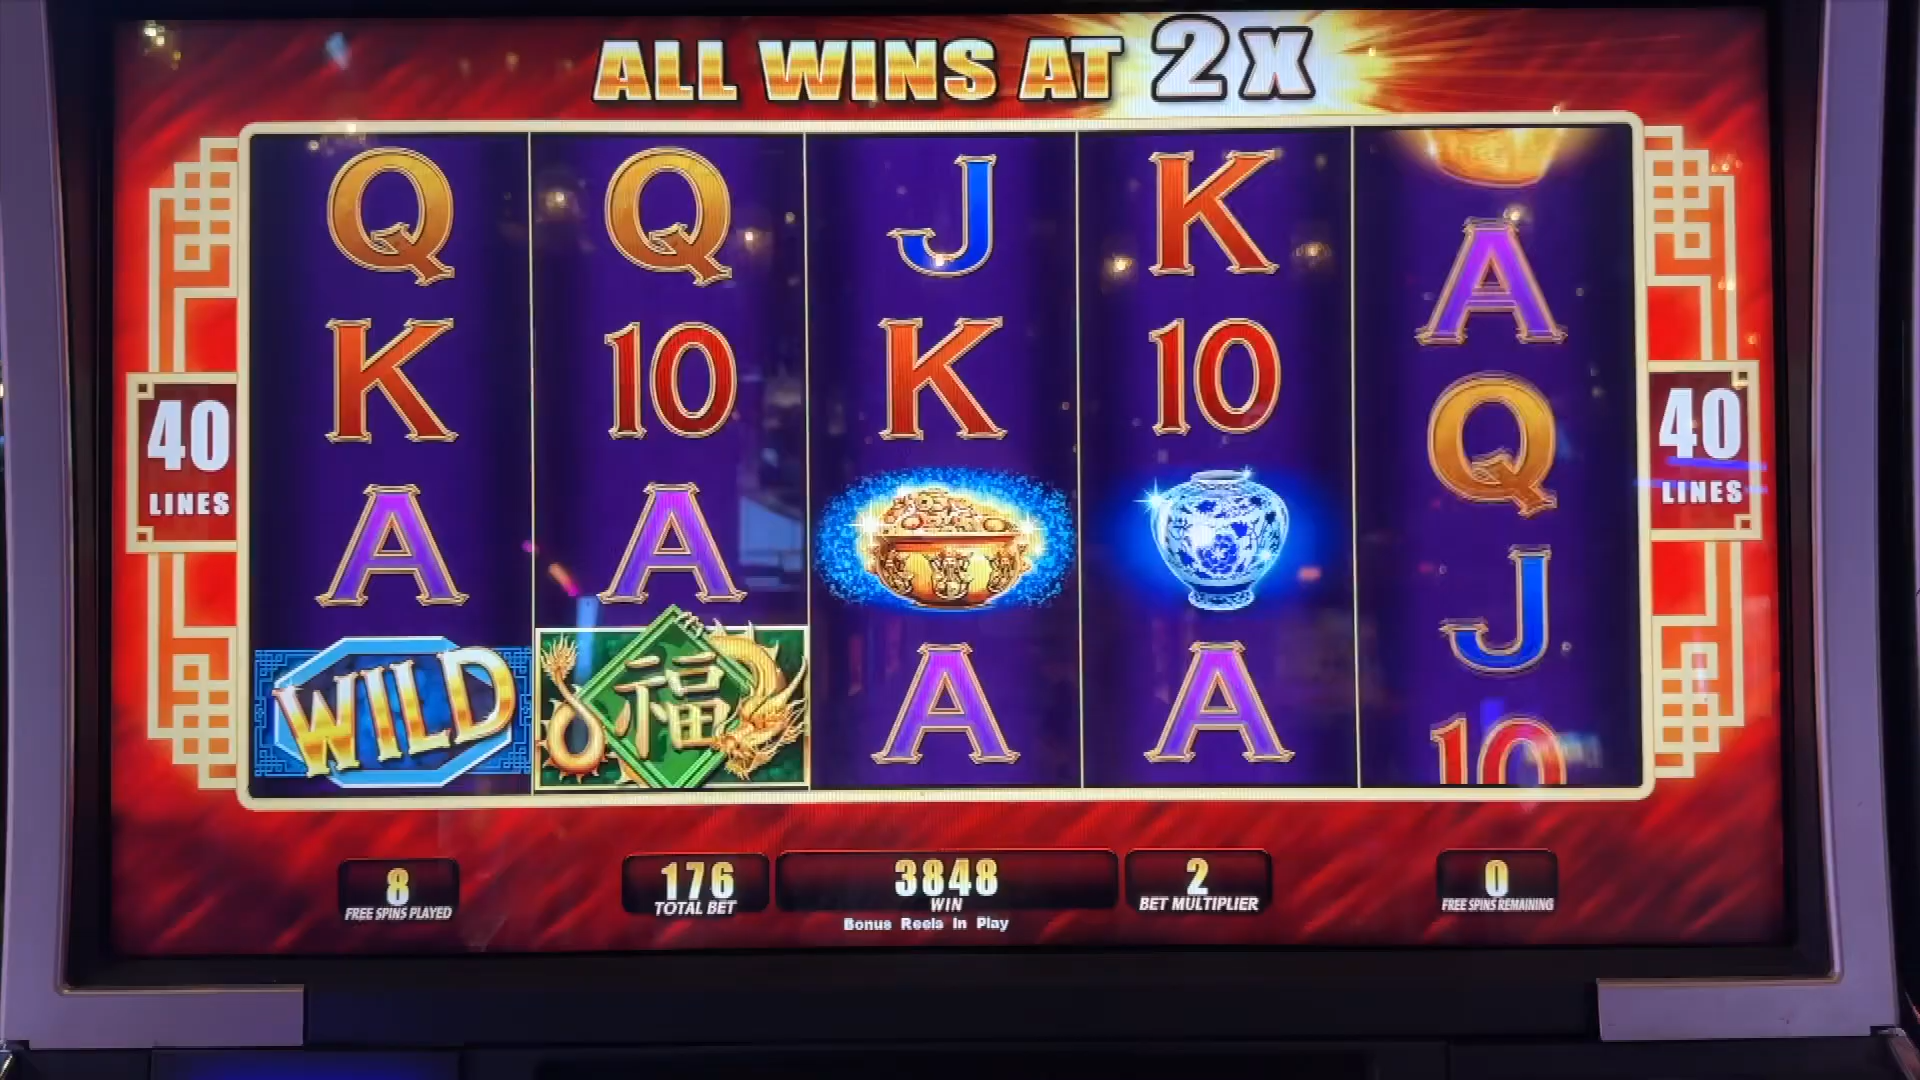 ALL WINS AT 2X
Q Q J K
A
K 10 K 10
Q
40 40
LINES LINES
A A
J
WILD 福 A A
10
8 176 3848 2 0
FREE SPINS PLAYED TOTAL BET WIN BET MULTIPLIER FREE SPINS REMAINING
Bonus Reels In Play